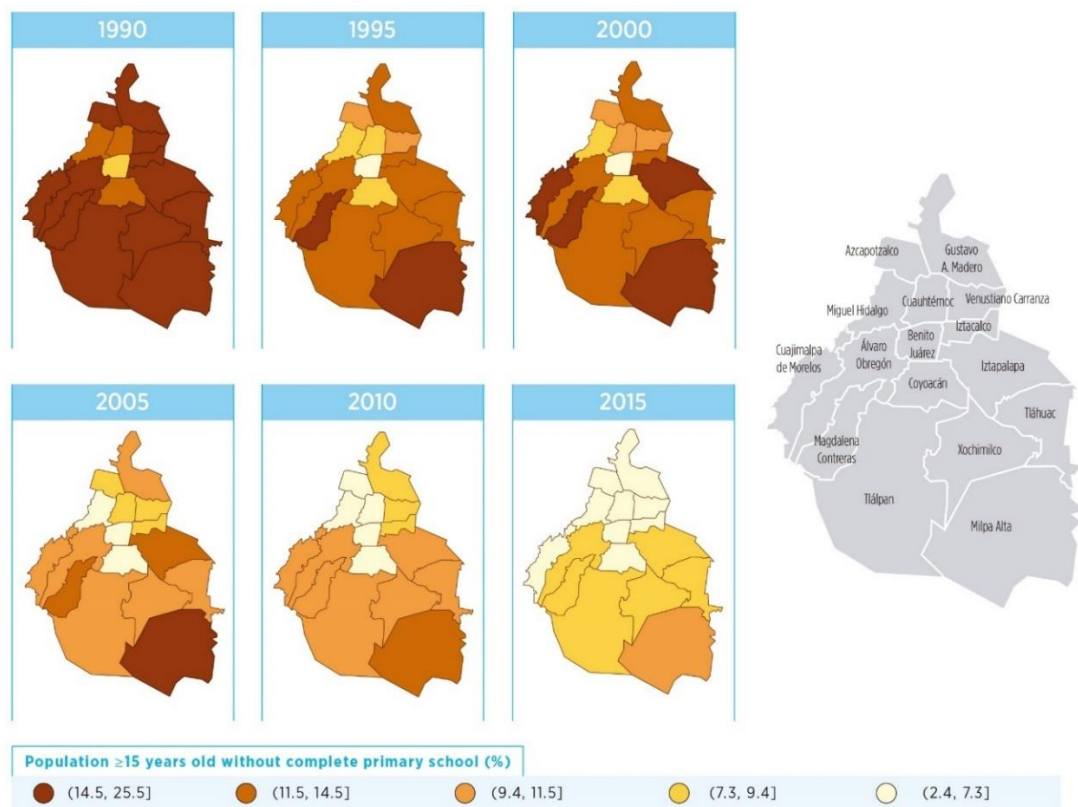 1990
1995
2000
Azcapotzalco
Gustavo
A. Madero
Cuauhtémoc
Venustiano Carranza
Miguel Hidalgo
Iztacalco
Benito
Juárez
Cuajimalpa
de Morelos
Álvaro
Obregón
Iztapalapa
Coyoacán
Tláhuac
Magdalena
Contreras
Xochimilco
Tlálpan
Milpa Alta
2005
2010
2015
Population ≥15 years old without complete primary school (%)
(14.5, 25.5]
(11.5, 14.5]
(9.4, 11.5]
(7.3, 9.4]
(2.4, 7.3]